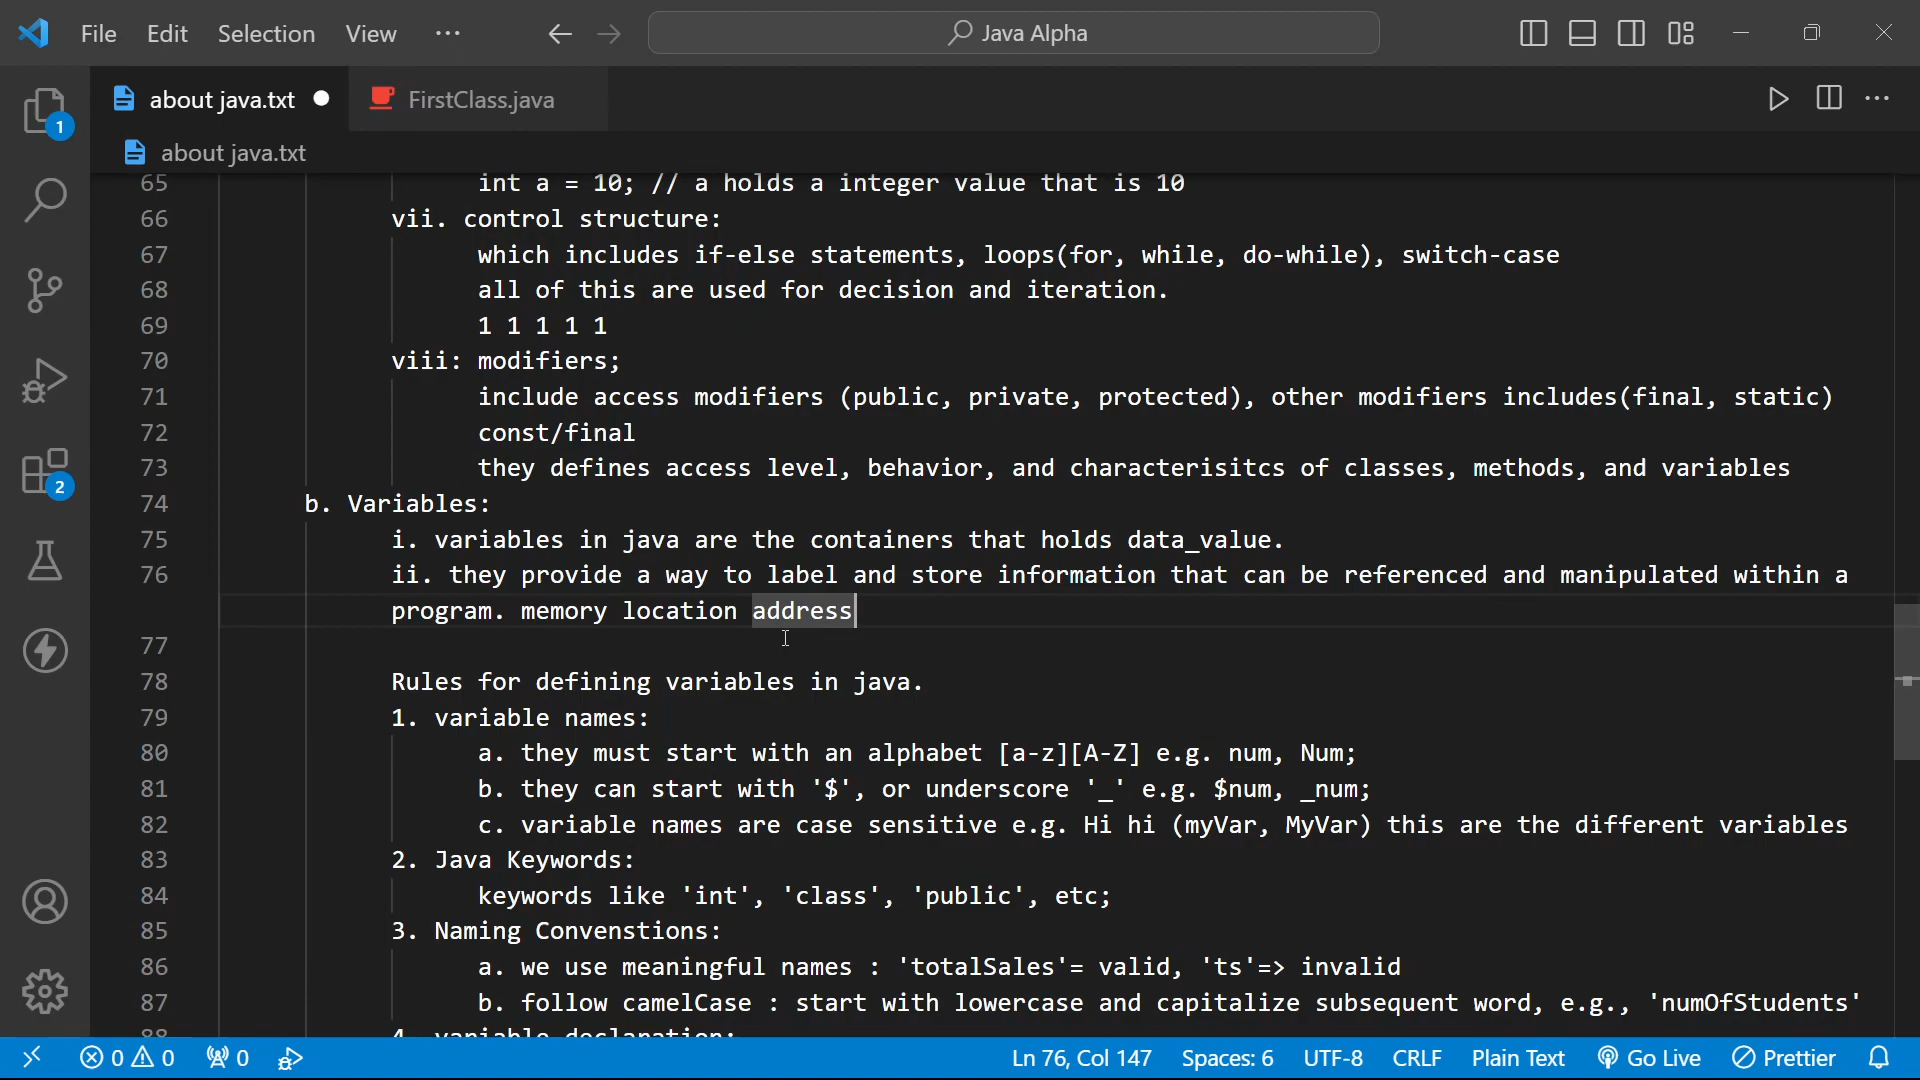 File Edit Selection View ··· Java Alpha
about java.txt FirstClass.java
about java.txt
1
2
65 int a = 10; // a holds a integer value that is 10
66 vii. control structure:
67 which includes if-else statements, loops(for, while, do-while), switch-case
68 all of this are used for decision and iteration.
69 1 1 1 1 1
70 viii: modifiers;
71 include access modifiers (public, private, protected), other modifiers includes(final, static)
72 const/final
73 they defines access level, behavior, and characterisitcs of classes, methods, and variables
74 b. Variables:
75 i. variables in java are the containers that holds data_value.
76 ii. they provide a way to label and store information that can be referenced and manipulated within a
program. memory location address
77
78 Rules for defining variables in java.
79 1. variable names:
80 a. they must start with an alphabet [a-z][A-Z] e.g. num, Num;
81 b. they can start with '$', or underscore '_' e.g. $num, _num;
82 c. variable names are case sensitive e.g. Hi hi (myVar, MyVar) this are the different variables
83 2. Java Keywords:
84 keywords like 'int', 'class', 'public', etc;
85 3. Naming Convenstions:
86 a. we use meaningful names : 'totalSales'= valid, 'ts'=> invalid
87 b. follow camelCase : start with lowercase and capitalize subsequent word, e.g., 'numOfStudents'
88 4. variable declaration:
0 0 0 Ln 76, Col 147 Spaces: 6 UTF-8 CRLF Plain Text Go Live Prettier